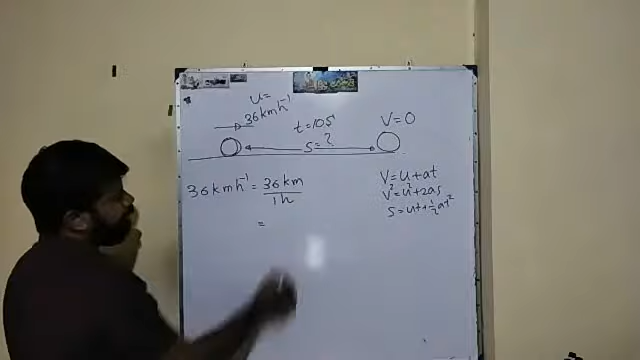 u=
36kmh⁻¹
t=10s
V=0
s=?
36kmh⁻¹ = 36km
1h
=
V=u+at
V²=u²+2as
s=ut+½at²